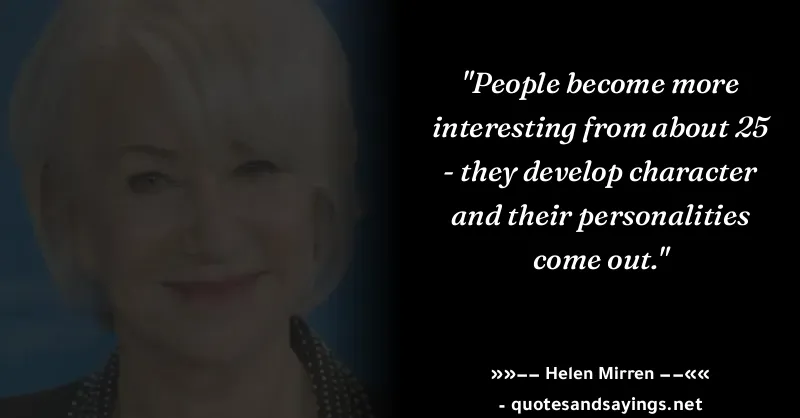 "People become more
interesting from about 25
- they develop character
and their personalities
come out."
»»−− Helen Mirren −−««
- quotesandsayings.net